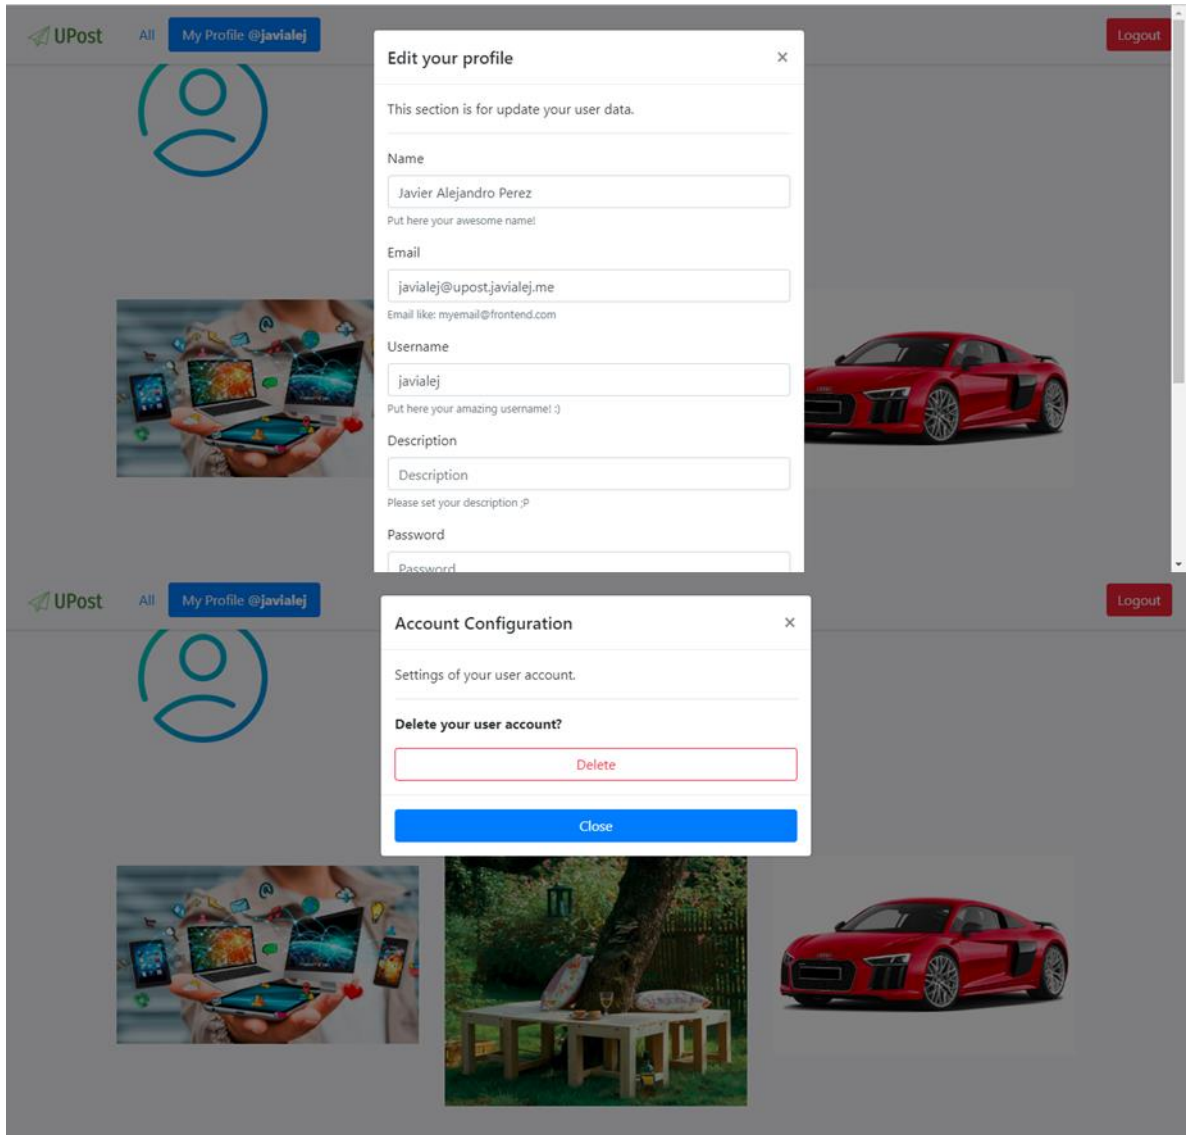 UPost All My Profile @javialej Logout
Edit your profile ×
This section is for update your user data.
Name
Javier Alejandro Perez
Put here your awesome name!
Email
javialej@upost.javialej.me
Email like: myemail@frontend.com
Username
javialej
Put here your amazing username! :)
Description
Description
Please set your description ;P
Password
Password
UPost All My Profile @javialej Logout
Account Configuration ×
Settings of your user account.
Delete your user account?
Delete
Close